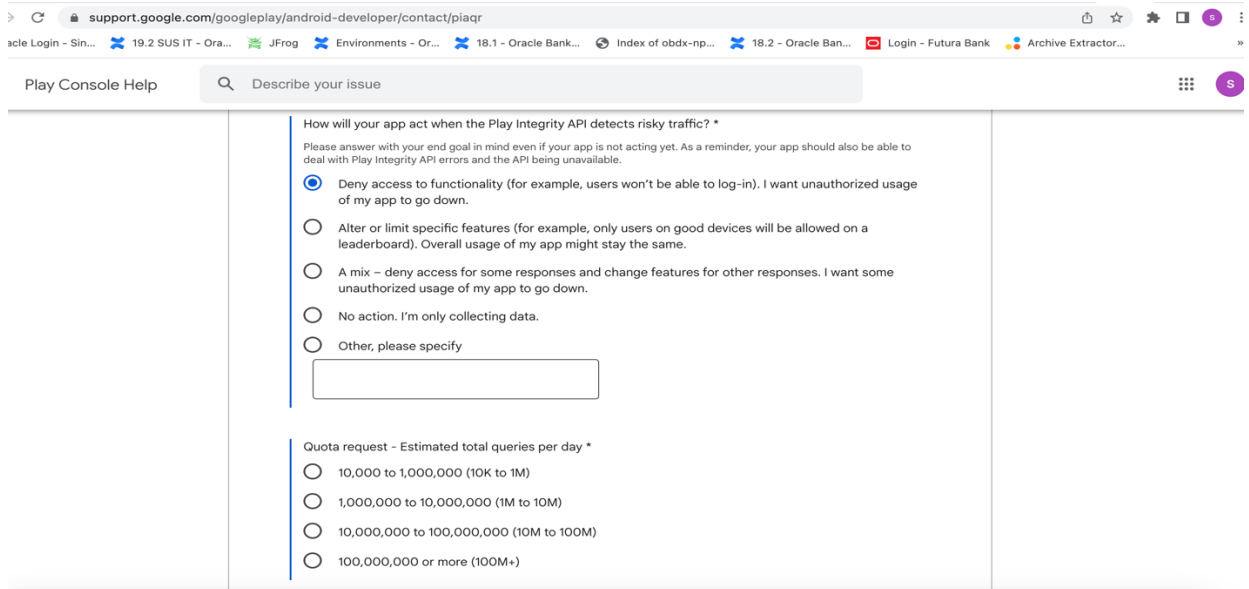 support.google.com/googleplay/android-developer/contact/piaqr
s
acle Login - Sin... 19.2 SUS IT - Ora... JFrog Environments - Or... 18.1 - Oracle Bank... Index of obdx-np... 18.2 - Oracle Ban... Login - Futura Bank Archive Extractor... »
Play Console Help Describe your issue s
How will your app act when the Play Integrity API detects risky traffic? *
Please answer with your end goal in mind even if your app is not acting yet. As a reminder, your app should also be able to
deal with Play Integrity API errors and the API being unavailable.
Deny access to functionality (for example, users won't be able to log-in). I want unauthorized usage
of my app to go down.
Alter or limit specific features (for example, only users on good devices will be allowed on a
leaderboard). Overall usage of my app might stay the same.
A mix – deny access for some responses and change features for other responses. I want some
unauthorized usage of my app to go down.
No action. I'm only collecting data.
Other, please specify
Quota request - Estimated total queries per day *
10,000 to 1,000,000 (10K to 1M)
1,000,000 to 10,000,000 (1M to 10M)
10,000,000 to 100,000,000 (10M to 100M)
100,000,000 or more (100M+)